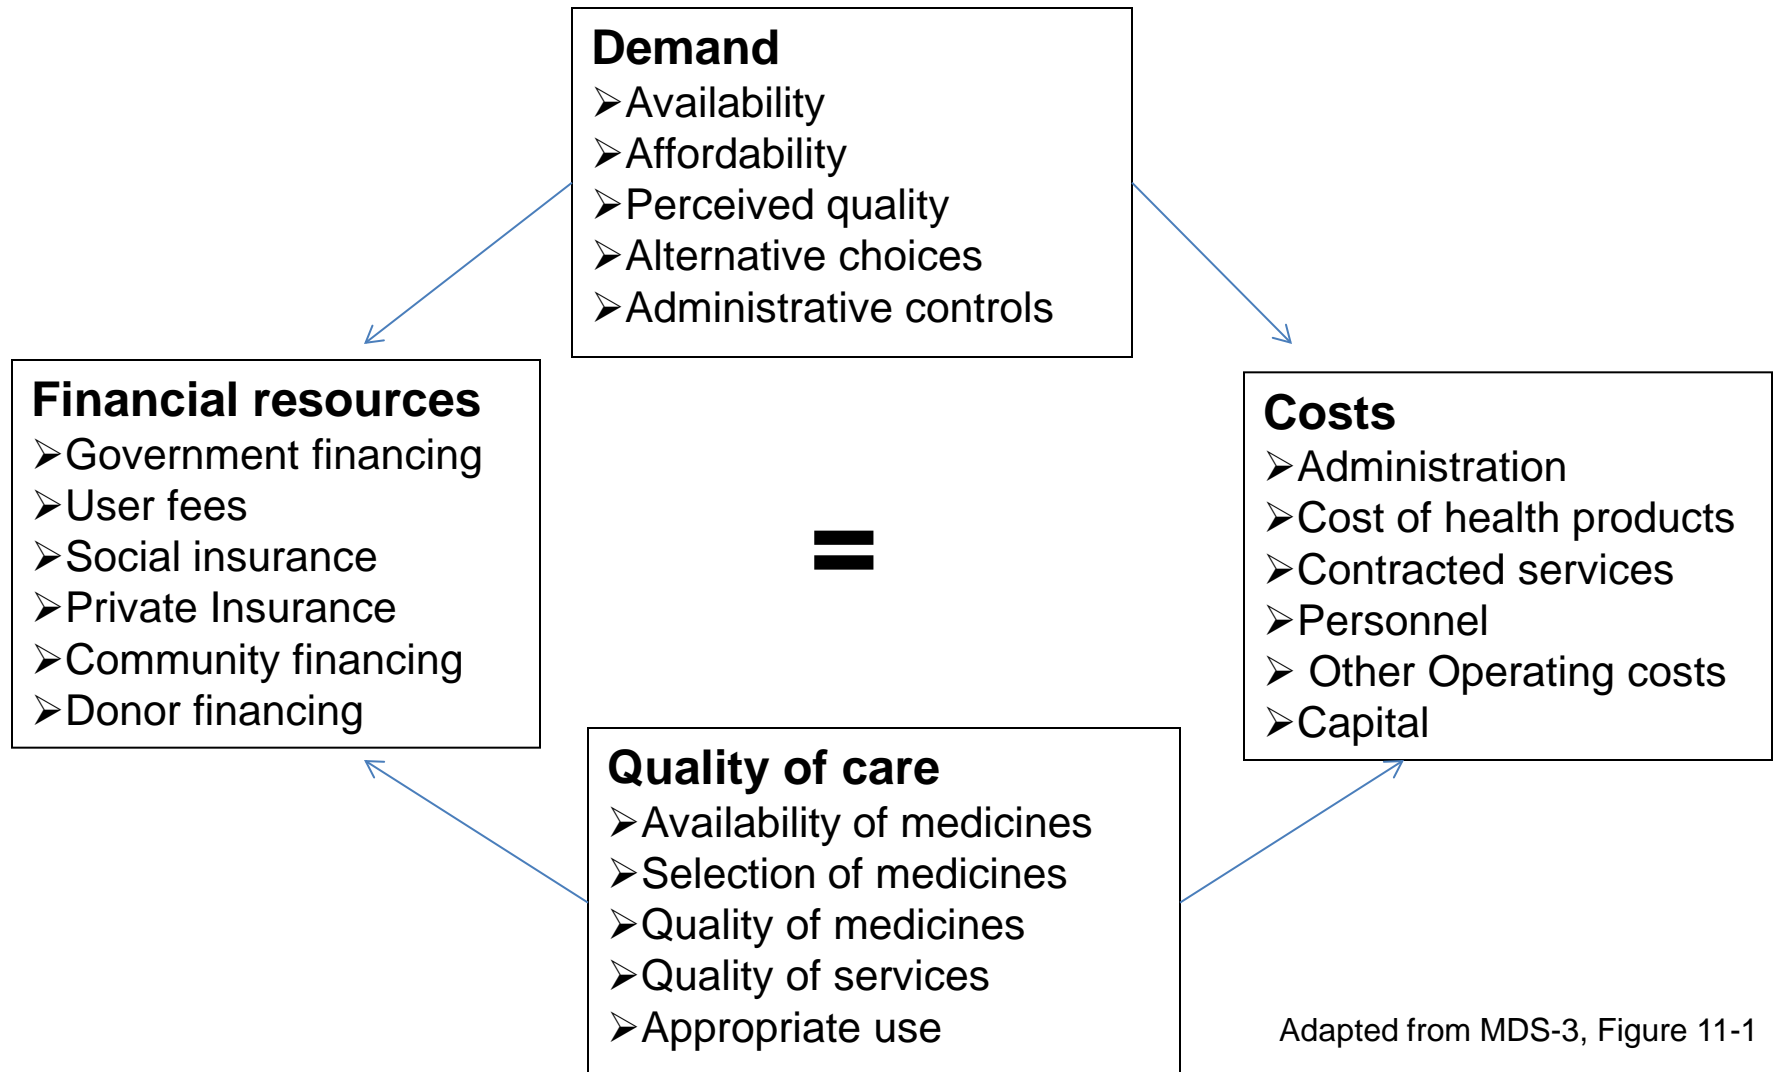 Demand
➢Availability
➢Affordability
➢Perceived quality
➢Alternative choices
➢Administrative controls
Financial resources
➢Government financing
➢User fees
➢Social insurance
➢Private Insurance
➢Community financing
➢Donor financing
=
Costs
➢Administration
➢Cost of health products
➢Contracted services
➢Personnel
➢ Other Operating costs
➢Capital
Quality of care
➢Availability of medicines
➢Selection of medicines
➢Quality of medicines
➢Quality of services
➢Appropriate use
Adapted from MDS-3, Figure 11-1